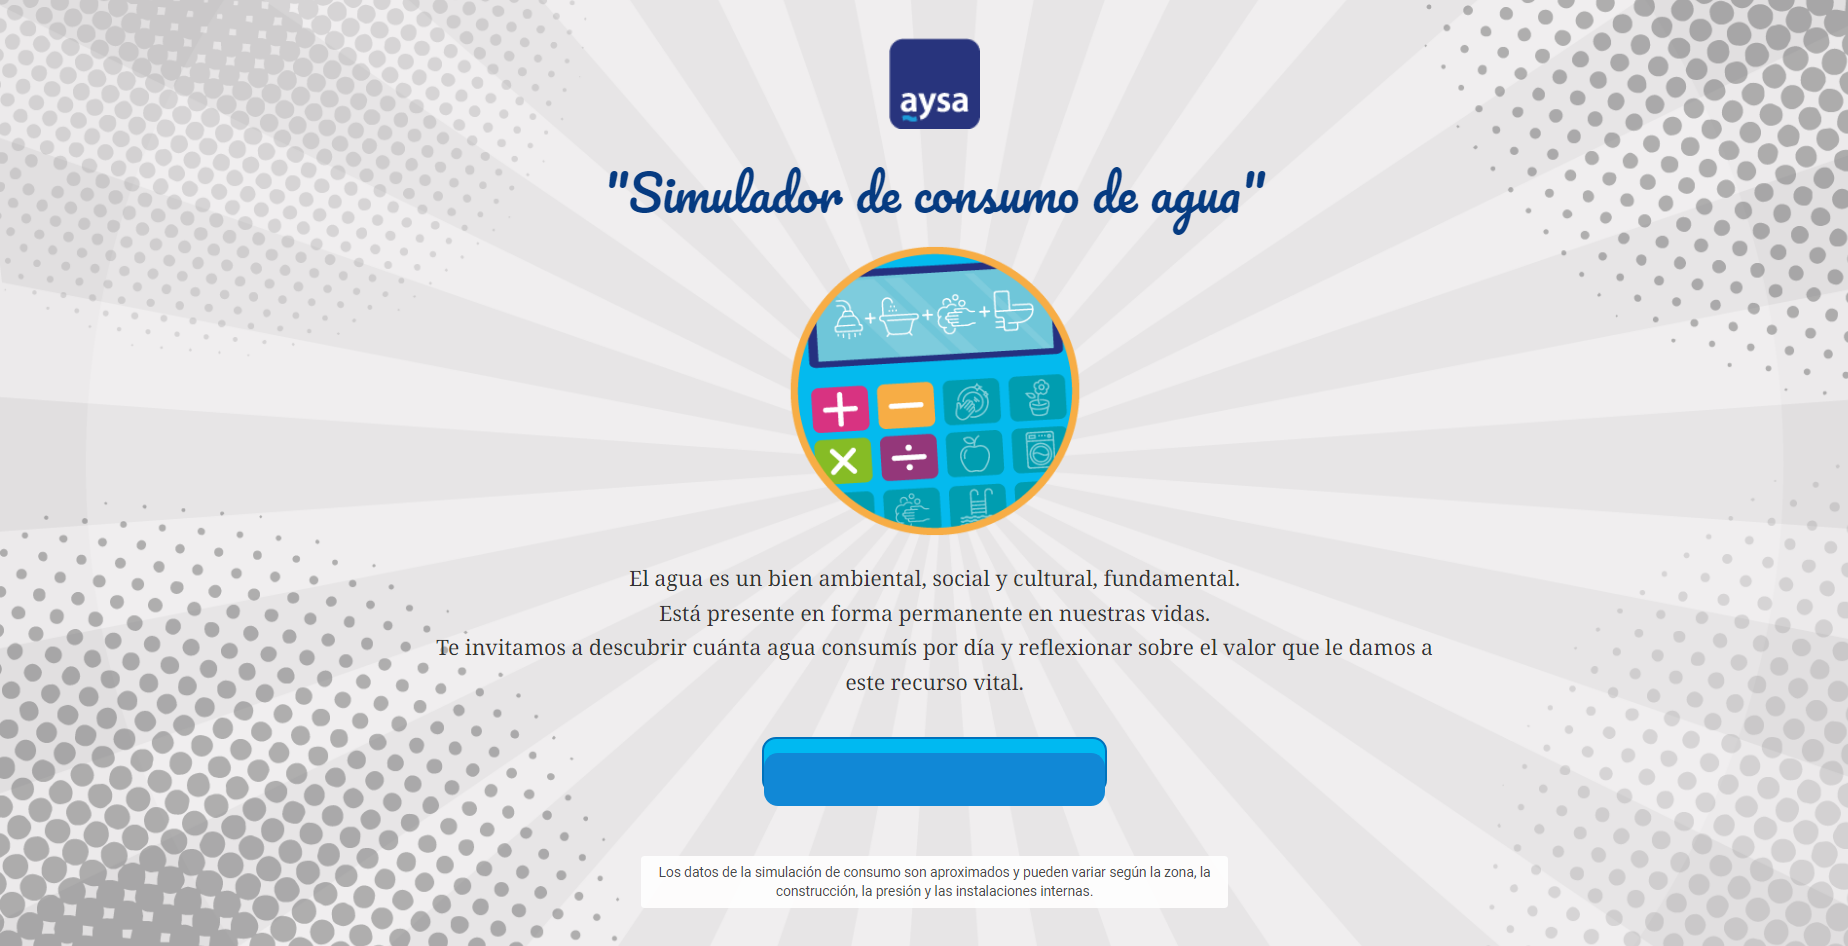 aysa
"Simulador de consumo de agua"
El agua es un bien ambiental, social y cultural, fundamental.
Está presente en forma permanente en nuestras vidas.
Te invitamos a descubrir cuánta agua consumís por día y reflexionar sobre el valor que le damos a
este recurso vital.
Los datos de la simulación de consumo son aproximados y pueden variar según la zona, la
construcción, la presión y las instalaciones internas.